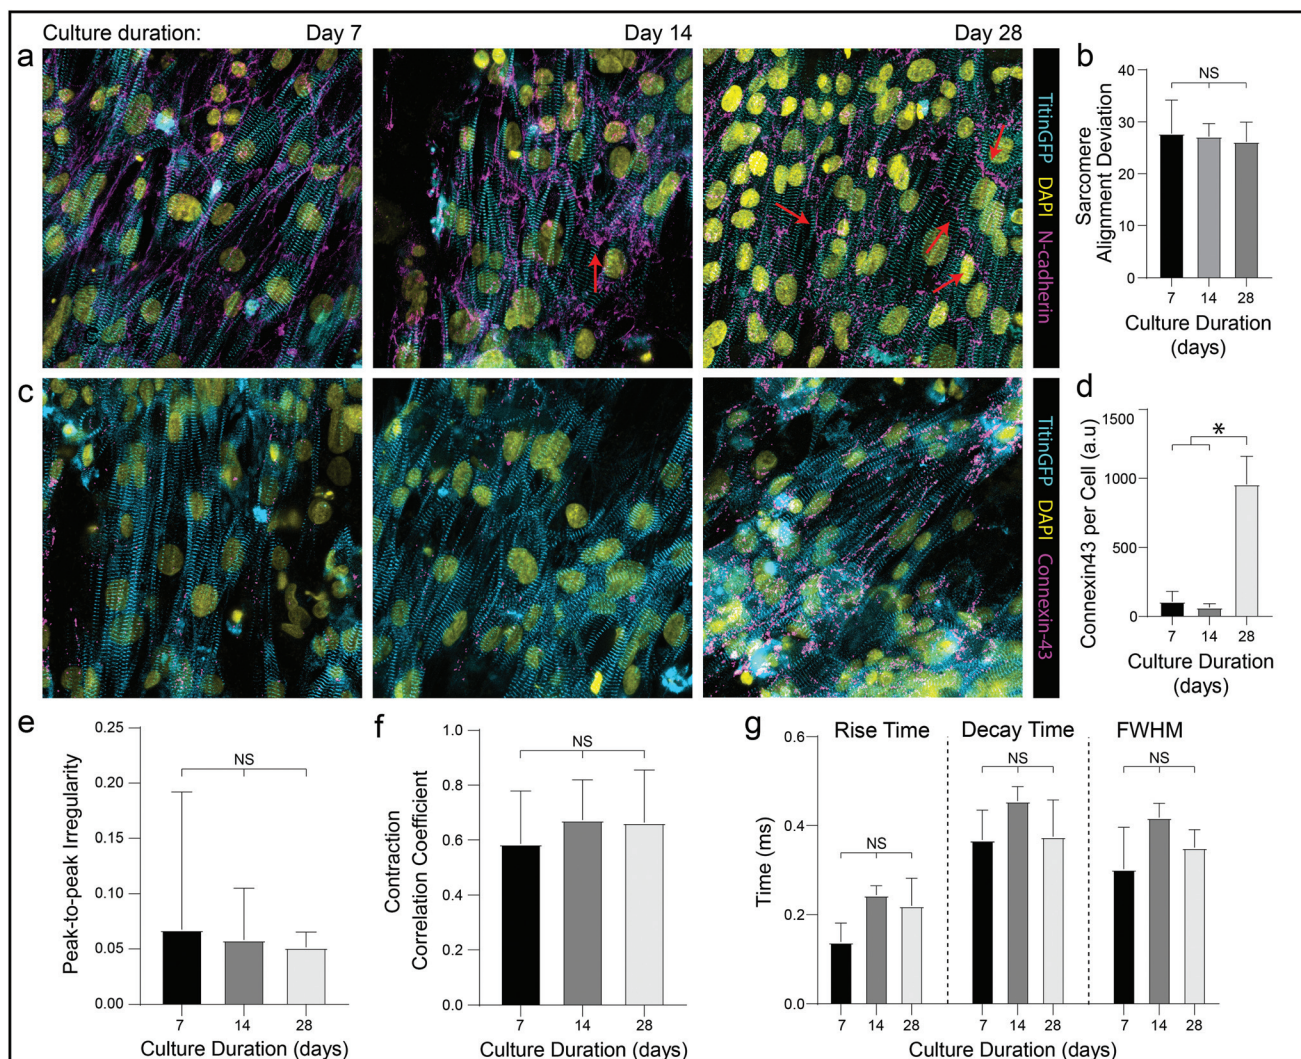 Culture duration: Day 7 Day 14 Day 28
a
TitinGFP DAPI N-cadherin
b
40
30
20
10
0
Sarcomere
Alignment Deviation
NS
7 14 28
Culture Duration
(days)
c
TitinGFP DAPI Connexin-43
d
1500
1000
500
0
Connexin43 per Cell (a.u)
*
7 14 28
Culture Duration
(days)
e
0.25
0.20
0.15
0.10
0.05
0.00
Peak-to-peak Irregularity
NS
7 14 28
Culture Duration (days)
f
1.0
0.8
0.6
0.4
0.2
0.0
Contraction
Correlation Coefficient
NS
7 14 28
Culture Duration (days)
g
Rise Time Decay Time FWHM
0.6
0.4
0.2
0.0
Time (ms)
NS NS NS
7 14 28 7 14 28 7 14 28
Culture Duration (days)